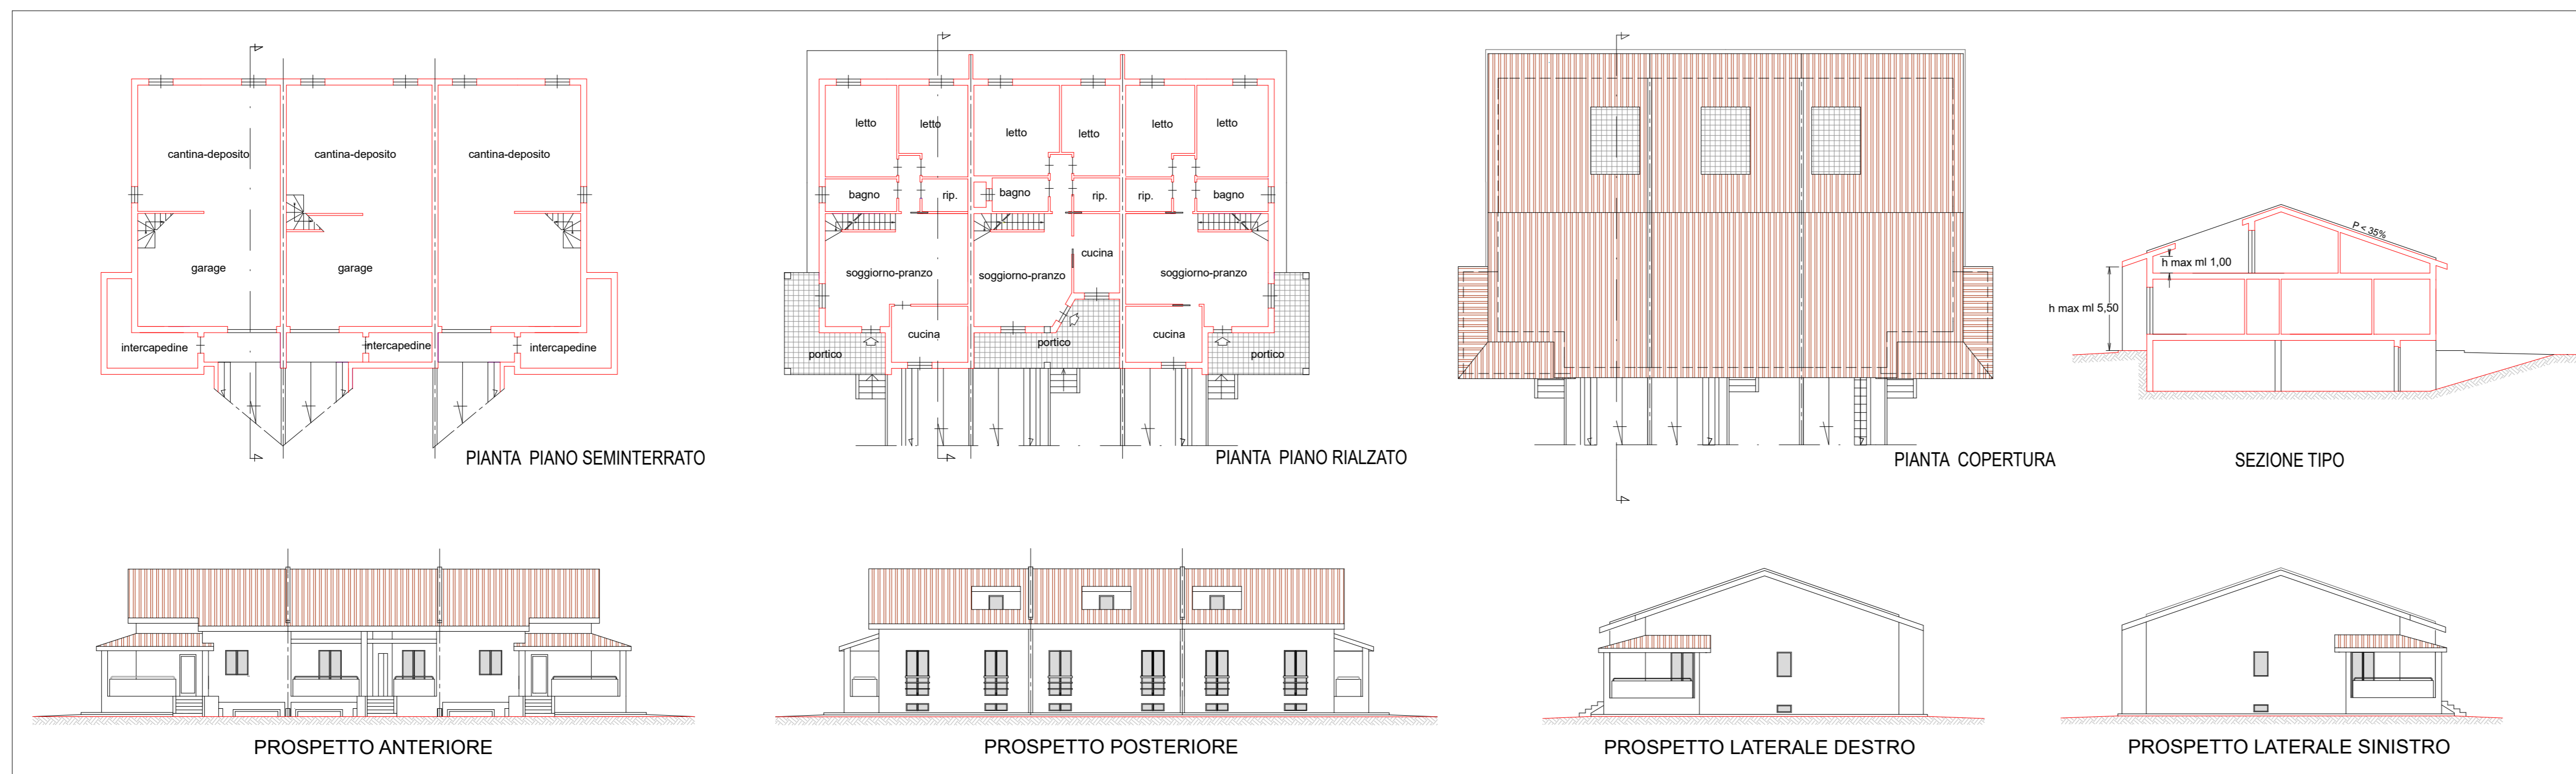 cantina-deposito
cantina-deposito
cantina-deposito
garage
garage
intercapedine
intercapedine
intercapedine
PIANTA PIANO SEMINTERRATO
letto
letto
letto
letto
letto
letto
bagno
rip.
bagno
rip.
rip.
bagno
cucina
soggiorno-pranzo
soggiorno-pranzo
soggiorno-pranzo
cucina
cucina
portico
portico
portico
PIANTA PIANO RIALZATO
PIANTA COPERTURA
P < 35%
h max ml 1,00
h max ml 5,50
SEZIONE TIPO
PROSPETTO ANTERIORE
PROSPETTO POSTERIORE
PROSPETTO LATERALE DESTRO
PROSPETTO LATERALE SINISTRO